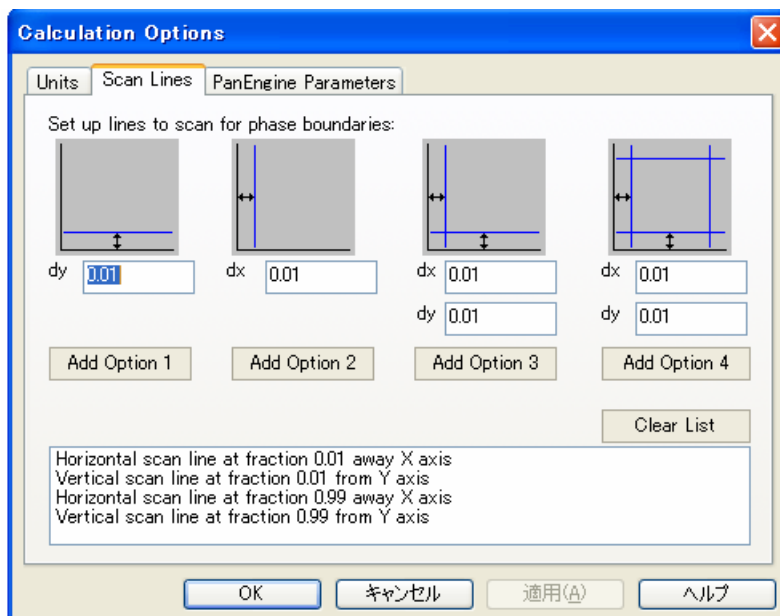 Calculation Options
Units Scan Lines PanEngine Parameters
Set up lines to scan for phase boundaries:
dy 0.01 dx 0.01 dx 0.01 dx 0.01
dy 0.01 dy 0.01
Add Option 1 Add Option 2 Add Option 3 Add Option 4
Clear List
Horizontal scan line at fraction 0.01 away X axis
Vertical scan line at fraction 0.01 from Y axis
Horizontal scan line at fraction 0.99 away X axis
Vertical scan line at fraction 0.99 from Y axis
OK キャンセル 適用(A) ヘルプ